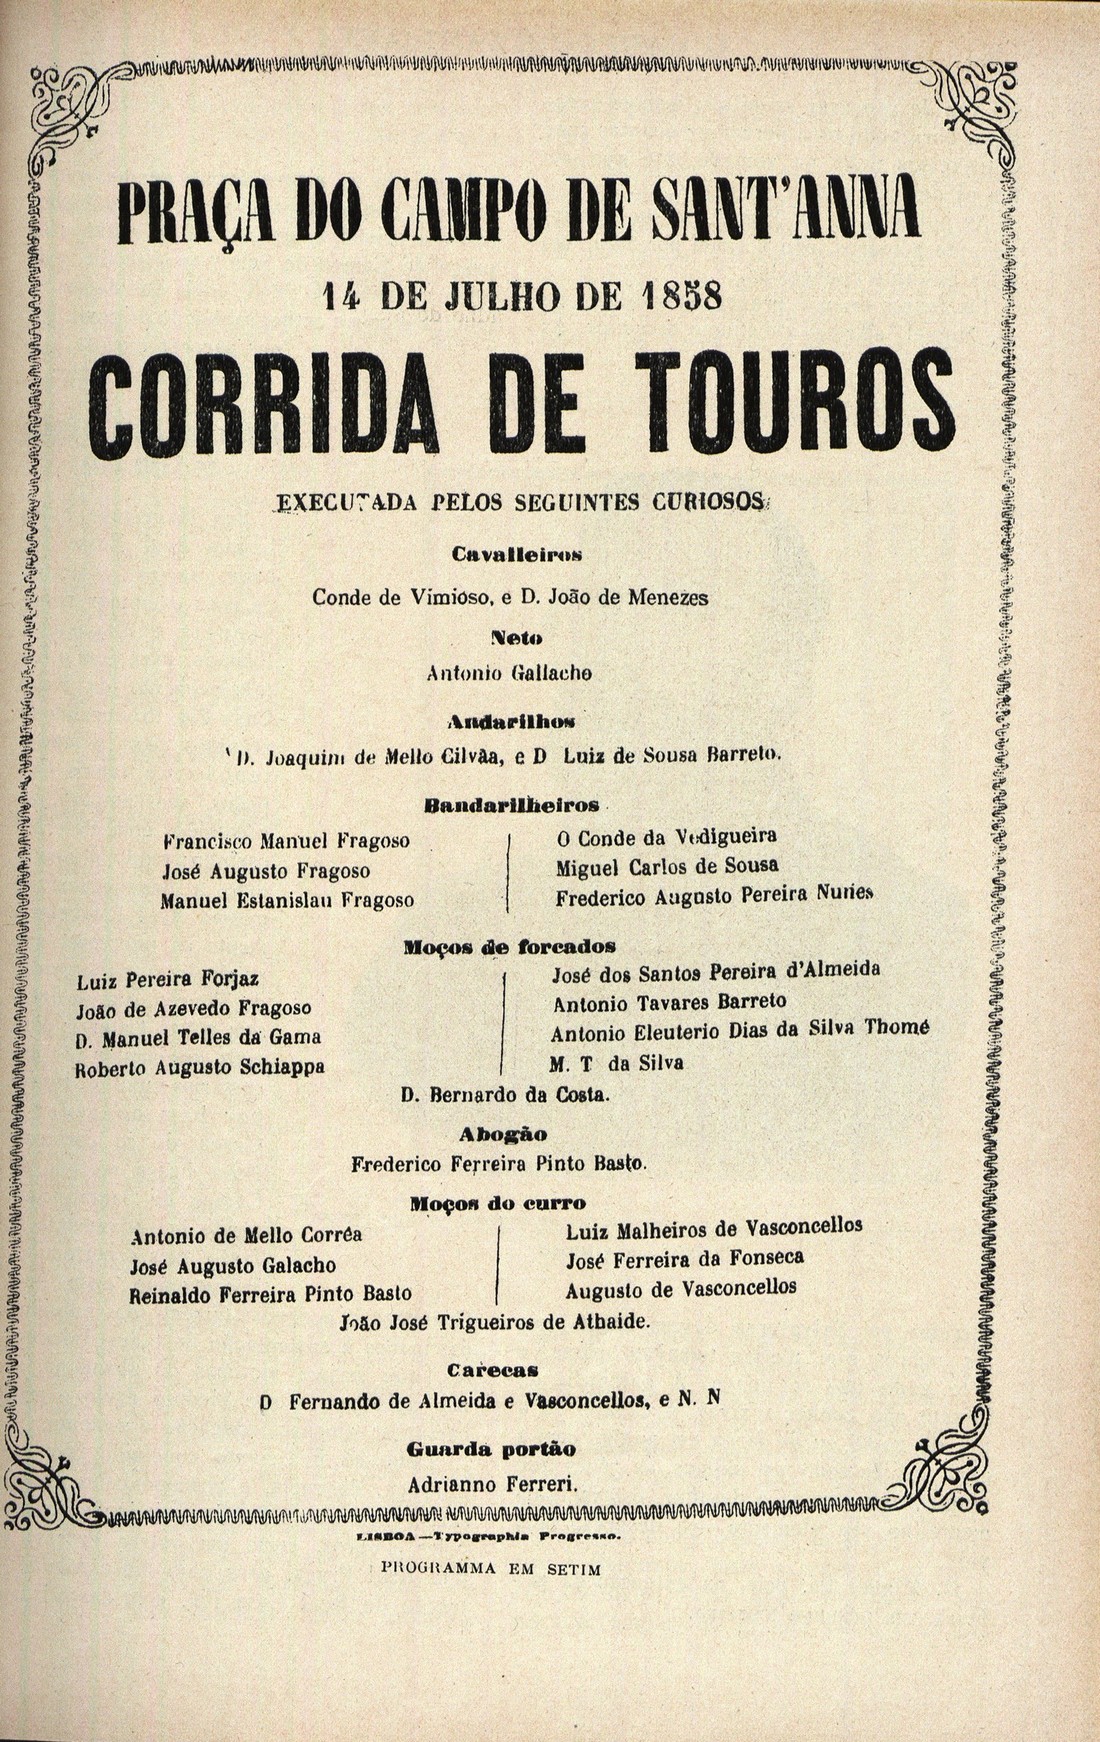 PRAÇA DO CAMPO DE SANT'ANNA
14 DE JULHO DE 1858
CORRIDA DE TOUROS
EXECUTADA PELOS SEGUINTES CURIOSOS:
Cavalleiros
Conde de Vimioso, e D. João de Menezes
Neto
Antonio Gallacho
Andarilhos
D. Joaquim de Mello Gilvâa, e D Luiz de Sousa Barreto.
Bandarilheiros
Francisco Manuel Fragoso
José Augusto Fragoso
Manuel Estanislau Fragoso
O Conde da Vedigueira
Miguel Carlos de Sousa
Frederico Augusto Pereira Nunes
Moços de forcados
Luiz Pereira Forjaz
João de Azevedo Fragoso
D. Manuel Telles da Gama
Roberto Augusto Schiappa
José dos Santos Pereira d'Almeida
Antonio Tavares Barreto
Antonio Eleuterio Dias da Silva Thomé
M. T da Silva
D. Bernardo da Costa.
Abogão
Frederico Ferreira Pinto Basto.
Moços do curro
Antonio de Mello Corrêa
José Augusto Galacho
Reinaldo Ferreira Pinto Basto
Luiz Malheiros de Vasconcellos
José Ferreira da Fonseca
Augusto de Vasconcellos
João José Trigueiros de Athaide.
Carecas
D Fernando de Almeida e Vasconcellos, e N. N
Guarda portão
Adrianno Ferreri.
LISBOA—Typographia Progresso.
PROGRAMMA EM SETIM